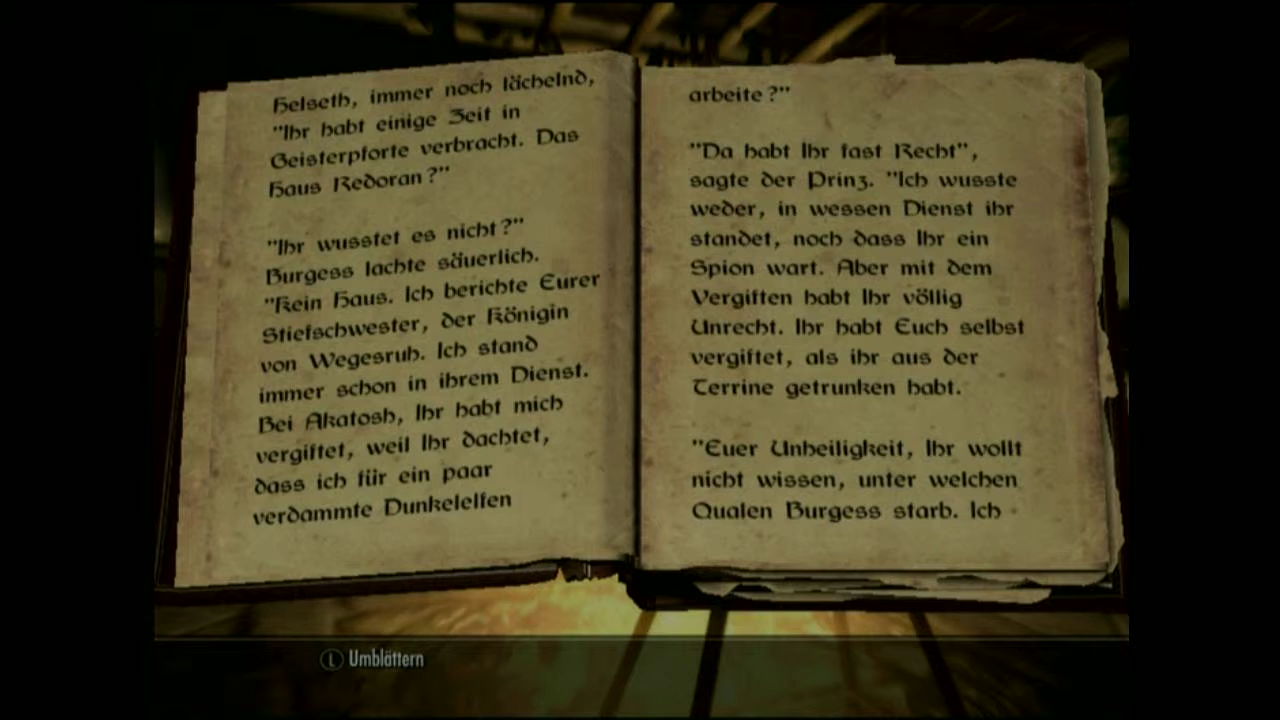 Helseth, immer noch lächelnd,
"Ihr habt einige Zeit in
Geisterpforte verbracht. Das
Haus Redoran?"
"Ihr wusstet es nicht?"
Burgess lachte säuerlich.
"Kein Haus. Ich berichte Eurer
Stiefschwester, der Königin
von Wegesruh. Ich stand
immer schon in ihrem Dienst.
Bei Akatosh, Ihr habt mich
vergiftet, weil Ihr dachtet,
dass ich für ein paar
verdammte Dunkelelfen
arbeite?"
"Da habt Ihr fast Recht",
sagte der Prinz. "Ich wusste
weder, in wessen Dienst ihr
standet, noch dass Ihr ein
Spion wart. Aber mit dem
Vergiften habt Ihr völlig
Unrecht. Ihr habt Euch selbst
vergiftet, als ihr aus der
Terrine getrunken habt.
"Euer Unheiligkeit, Ihr wollt
nicht wissen, unter welchen
Qualen Burgess starb. Ich
L Umblättern